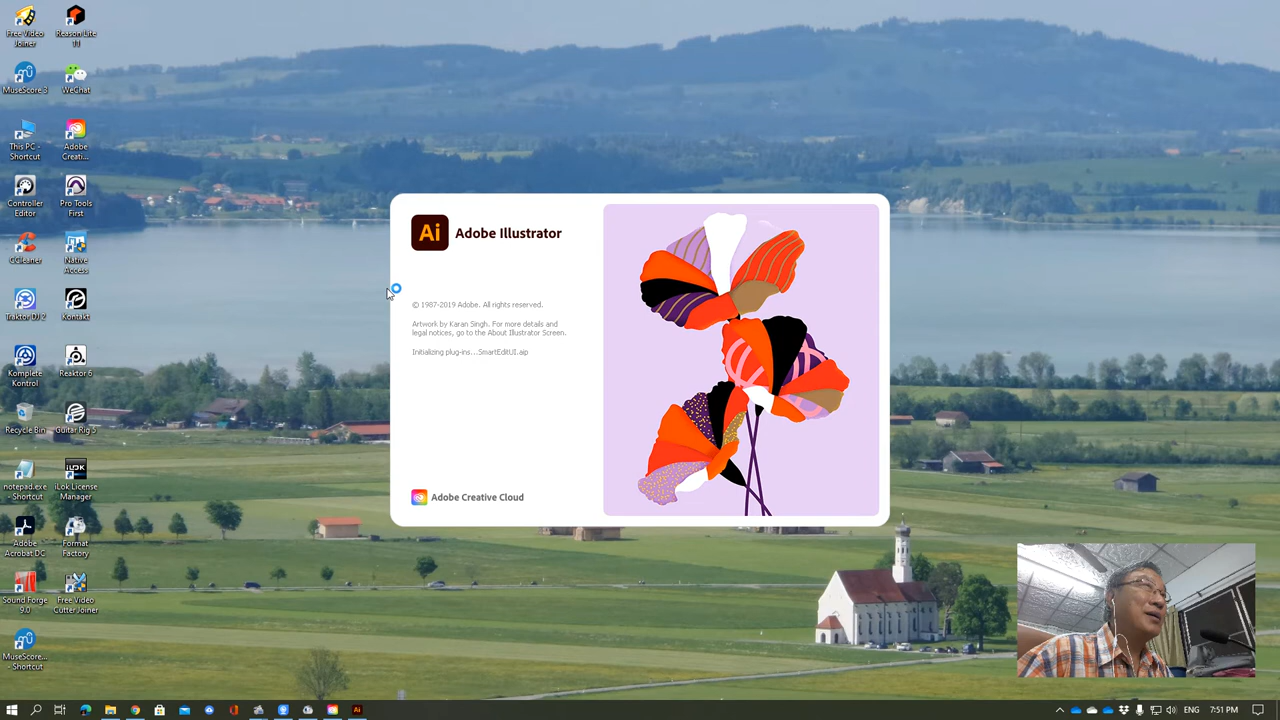 Free Video
Joiner
Reason Lite
11
MuseScore 3
WeChat
This PC -
Shortcut
Adobe
Creati...
Controller
Editor
Pro Tools
First
CCleaner
Native
Access
Traktor DJ 2
Kontakt
Komplete
Kontrol
Reaktor 6
Recycle Bin
Guitar Rig 5
notepad.exe
- Shortcut
iLOK
iLok License
Manager
Adobe
Acrobat DC
Format
Factory
Sound Forge
9.0
Free Video
CutterJoiner
MuseScore...
- Shortcut
Ai Adobe Illustrator
© 1987-2019 Adobe. All rights reserved.
Artwork by Karan Singh. For more details and
legal notices, go to the About Illustrator Screen.
Initializing plug-ins...SmartEditUI.aip
Adobe Creative Cloud
Ai
7:51 PM